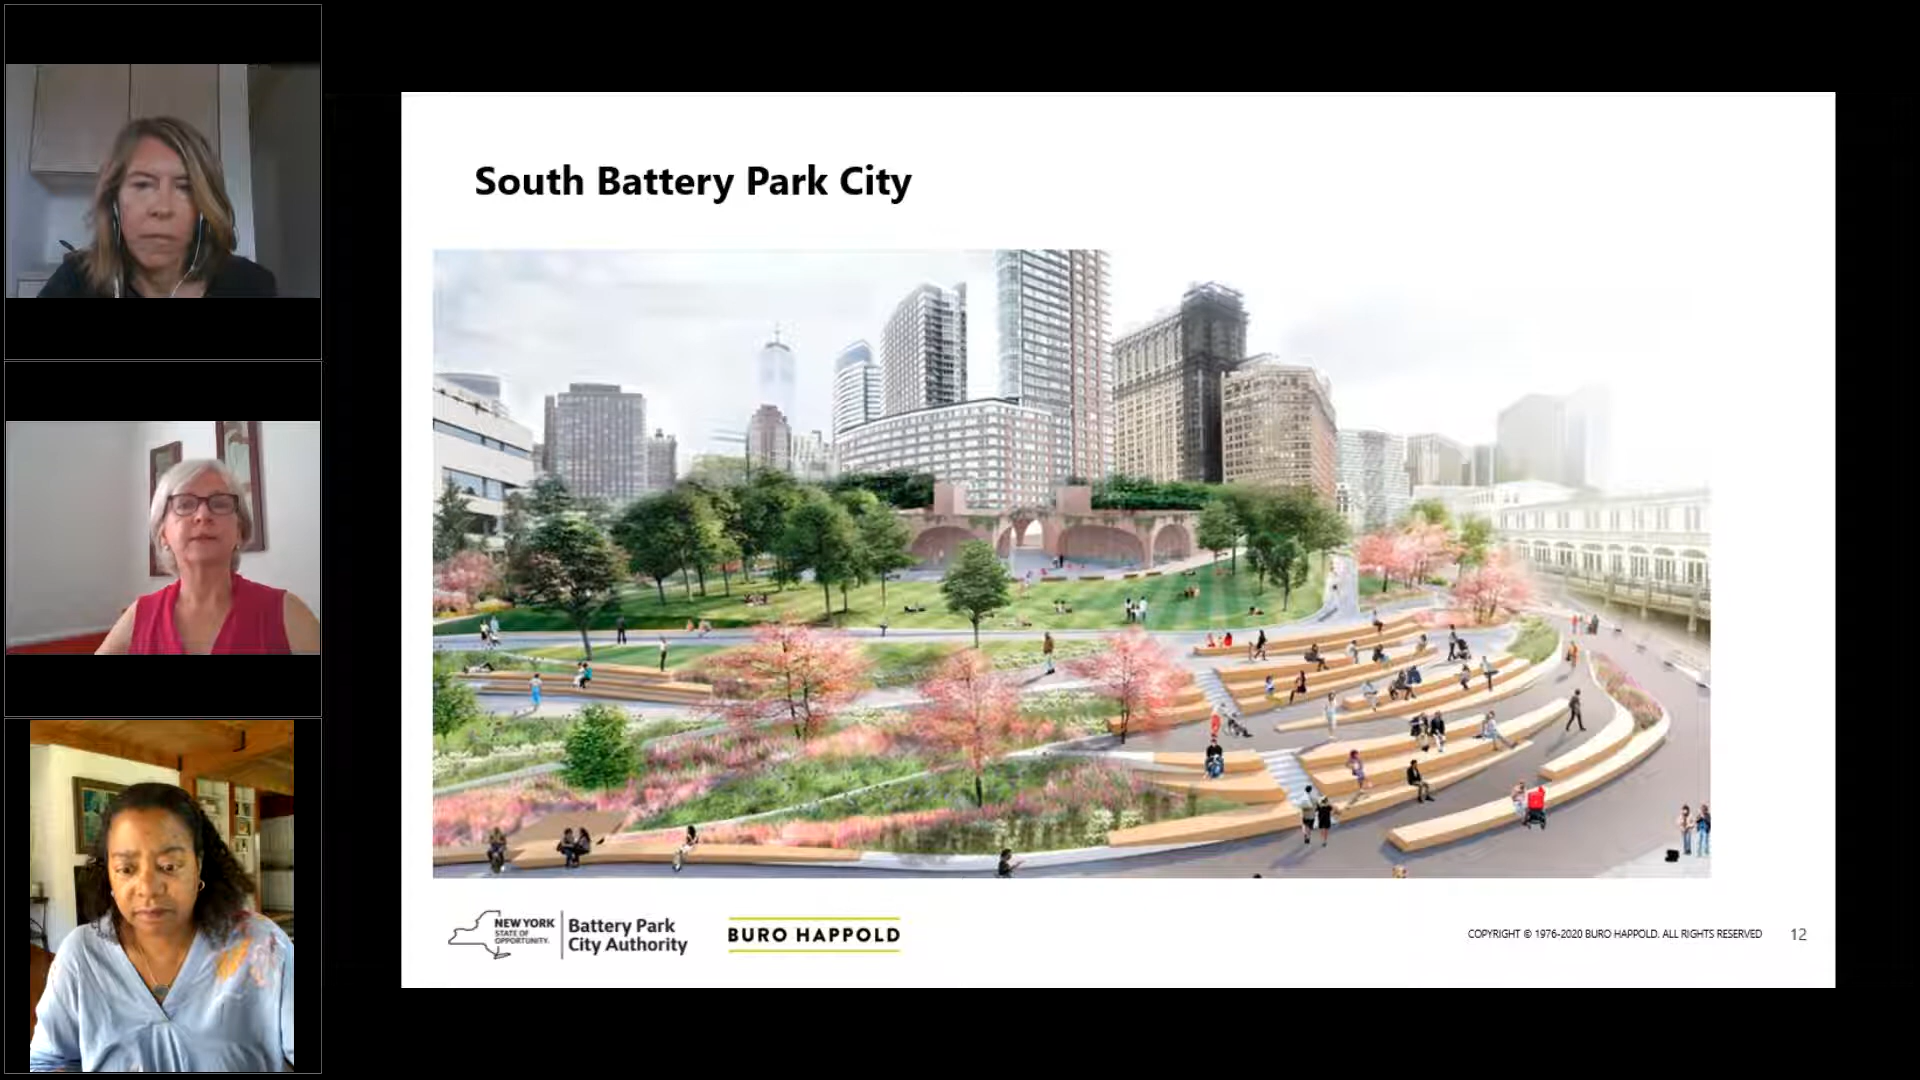 South Battery Park City
NEW YORK
STATE OF
OPPORTUNITY.
Battery Park
City Authority
BURO HAPPOLD
COPYRIGHT © 1976-2020 BURO HAPPOLD. ALL RIGHTS RESERVED
12